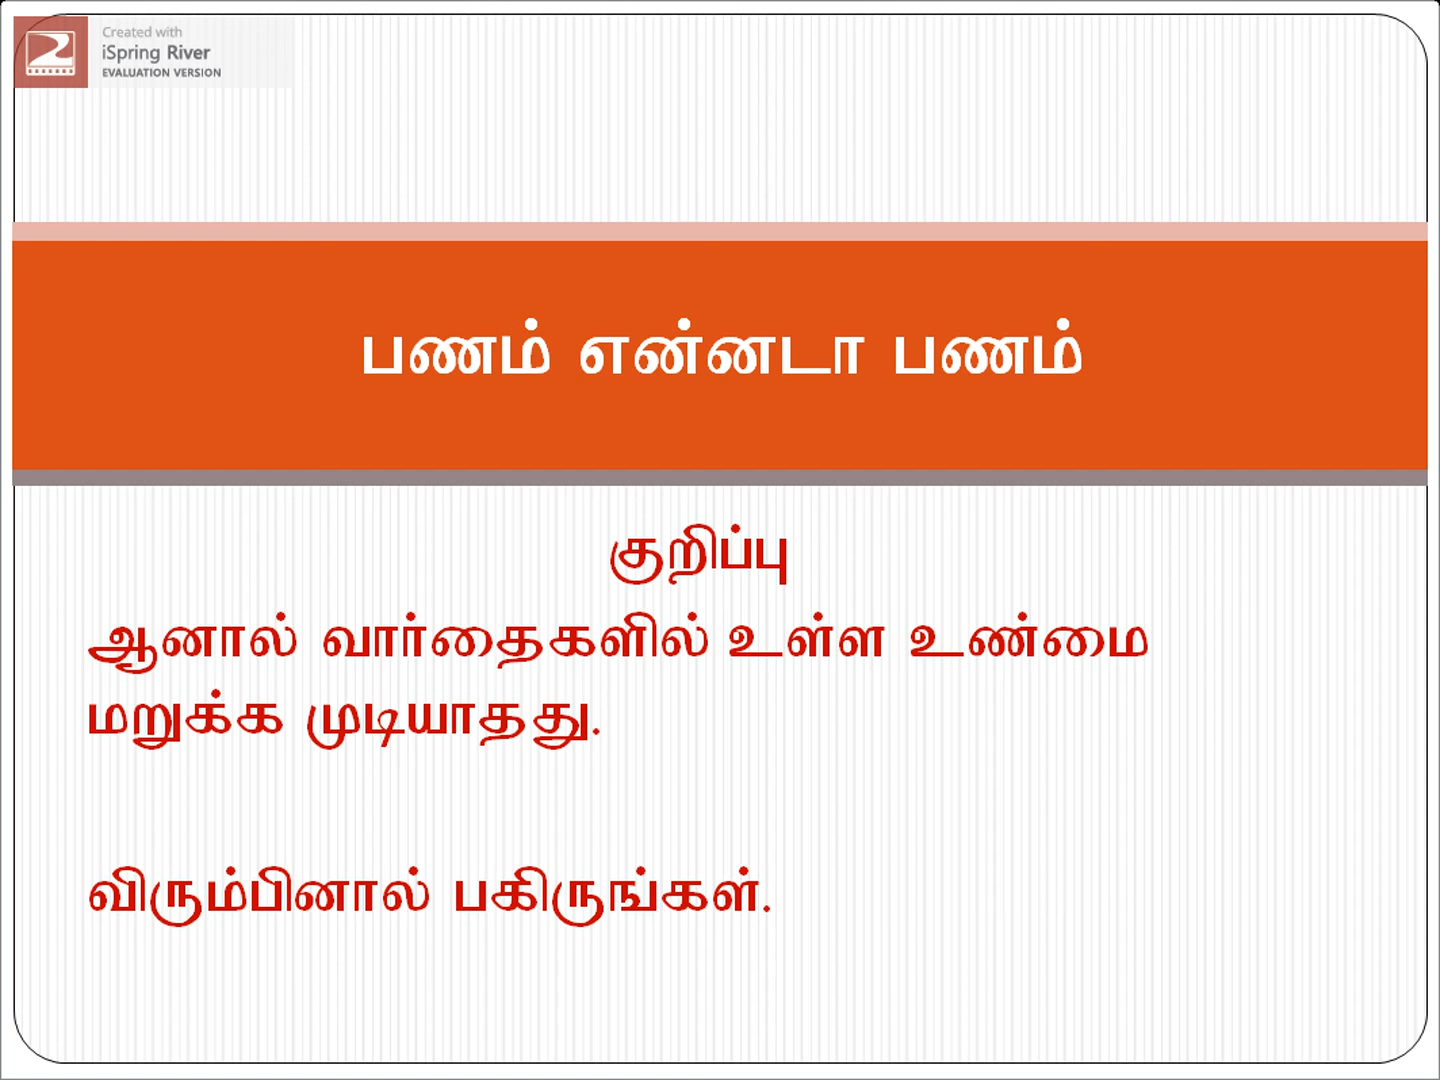 Created with
iSpring River
EVALUATION VERSION
பணம் என்னடா பணம்
குறிப்பு
ஆனால் வார்தைகளில் உள்ள உண்மை
மறுக்க முடியாதது.
விரும்பினால் பகிருங்கள்.